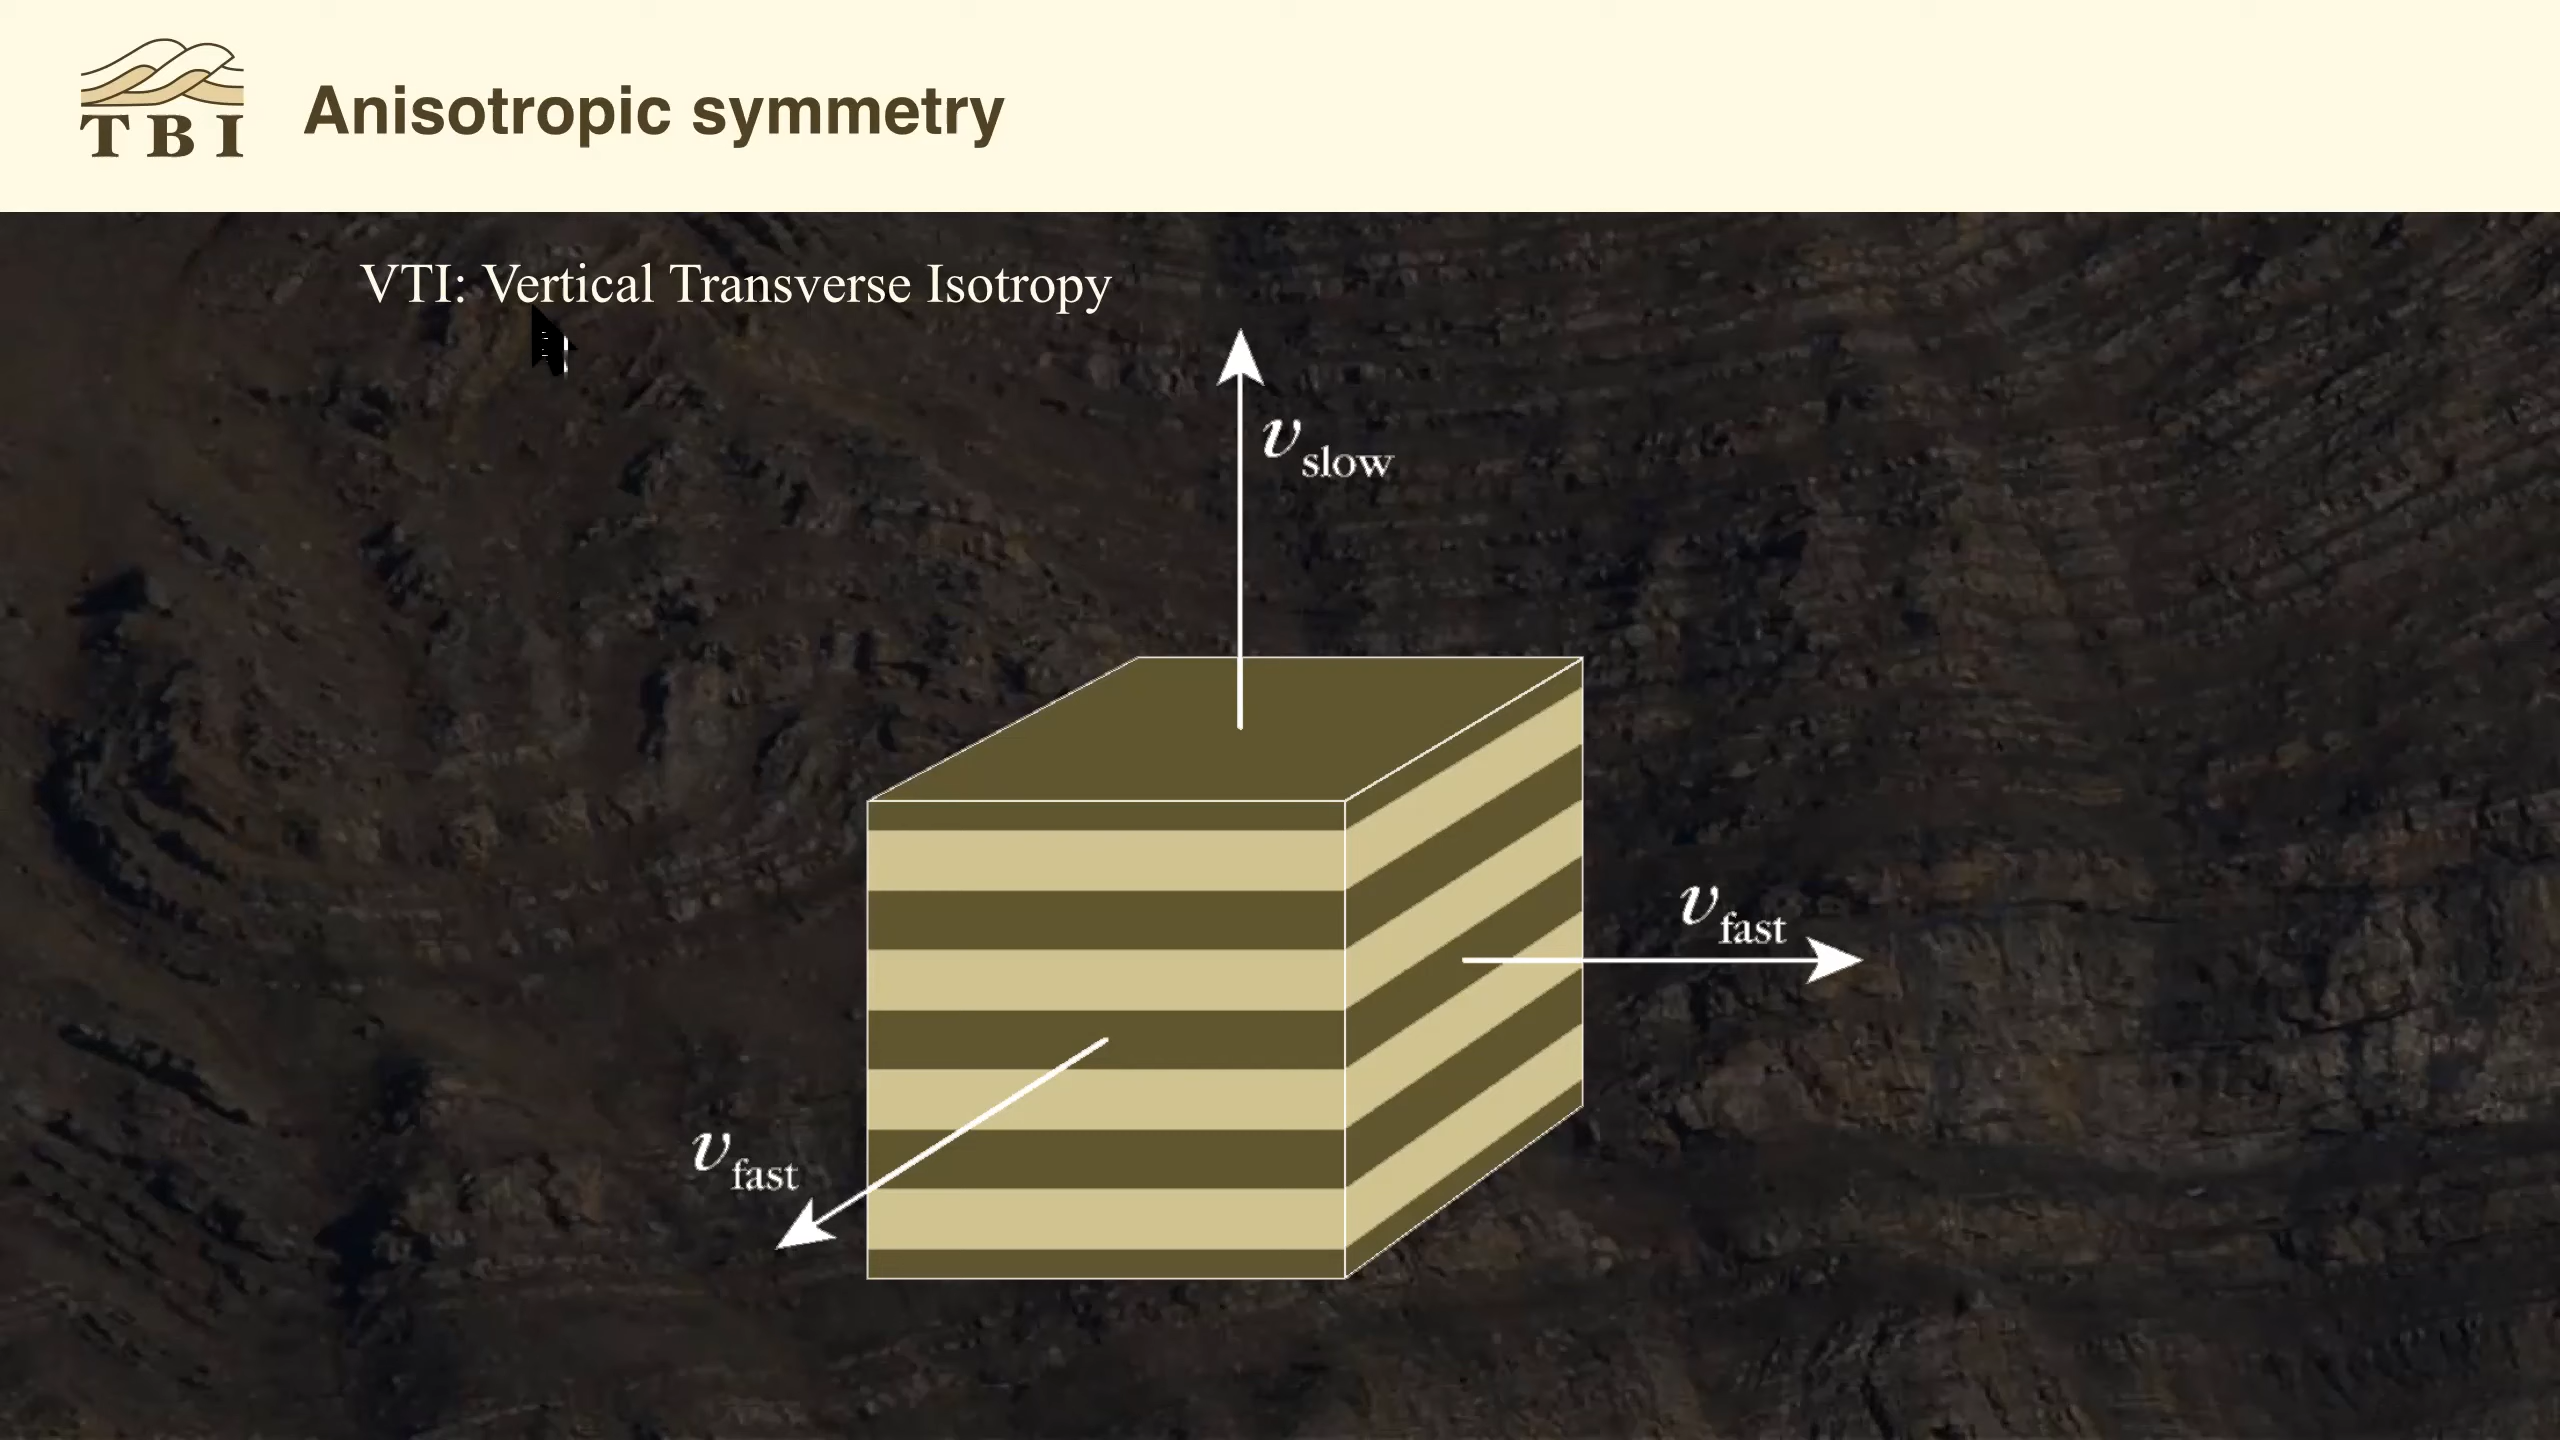 TBI
Anisotropic symmetry
VTI: Vertical Transverse Isotropy
v slow
v fast
v fast